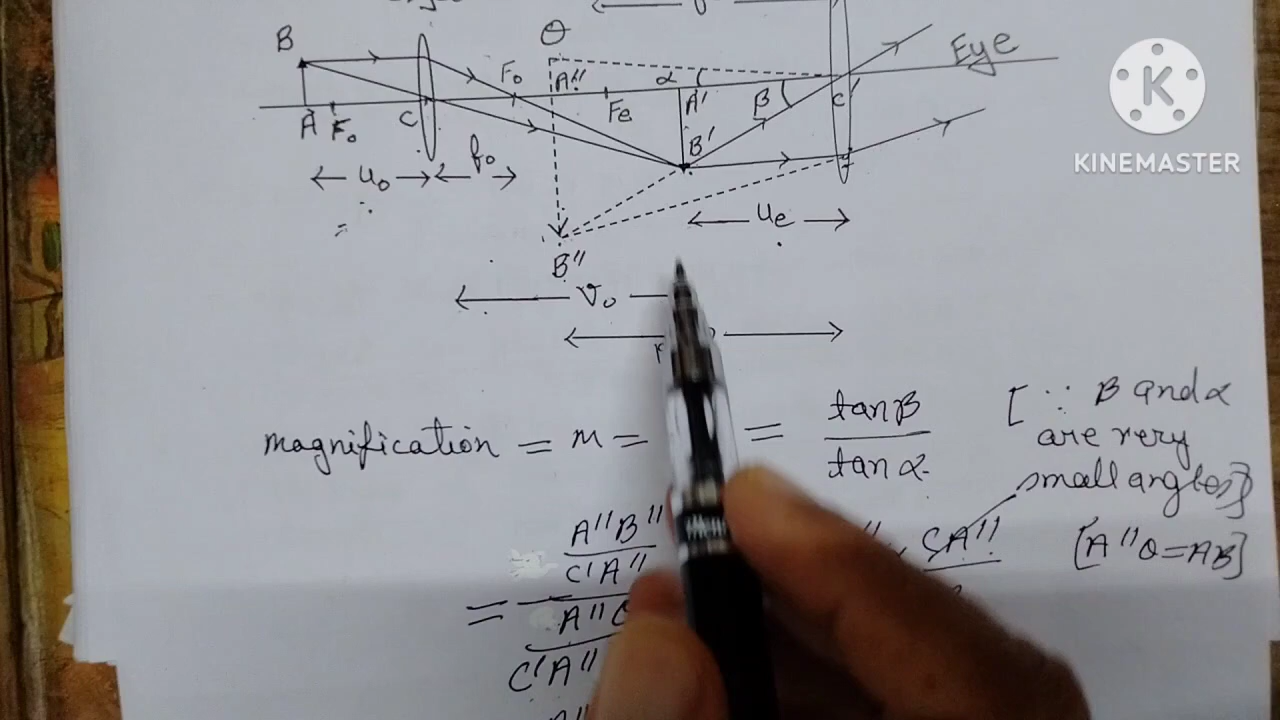 B
θ
Eye
Fo
A''
α
A'
β
C'
A
Fo
C
Fe
B'
uo
fo
ue
B''
vo
KINEMASTER
magnification = m = = tanβ / tanα
[∵ β and α
are very
small angles}
= A''B'' / C'A''
CA''
[A''O = AB]
C'A''